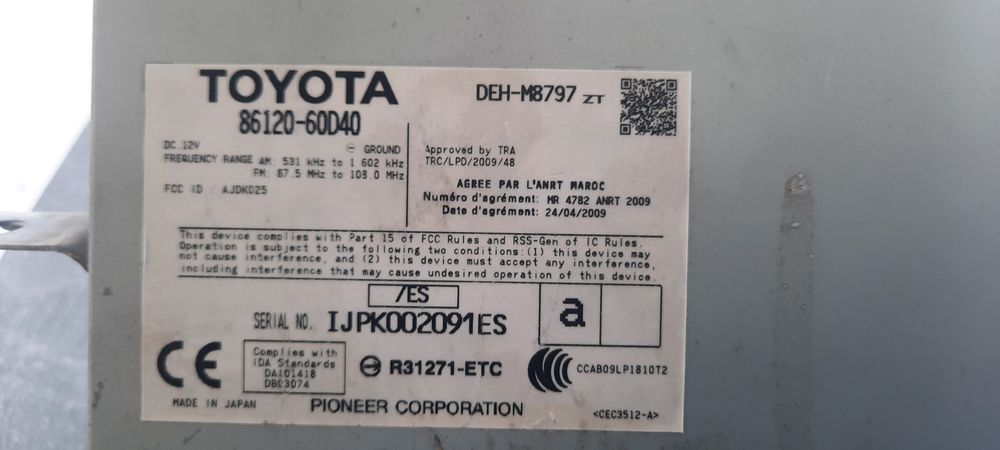 TOYOTA
86120-60D40
DEH-M8797 ZT
DC 12V ⊖ GROUND
FREQUENCY RANGE AM: 531 kHz to 1 602 kHz
FM: 87.5 MHz to 108.0 MHz
FCC ID : AJDK025
Approved by TRA
TRC/LPD/2009/48
AGREE PAR L'ANRT MAROC
Numéro d'agrément: MR 4782 ANRT 2009
Date d'agrément: 24/04/2009
This device complies with Part 15 of FCC Rules and RSS-Gen of IC Rules.
Operation is subject to the following two conditions:(1) this device may
not cause interference, and (2) this device must accept any interference,
including interference that may cause undesired operation of this device.
/ES
SERIAL NO. IJPK002091ES
a
CE
Complies with
IDA Standards
DA101418
DB03074
R31271-ETC
CCAB09LP1810T2
MADE IN JAPAN
PIONEER CORPORATION
<CEC3512-A>